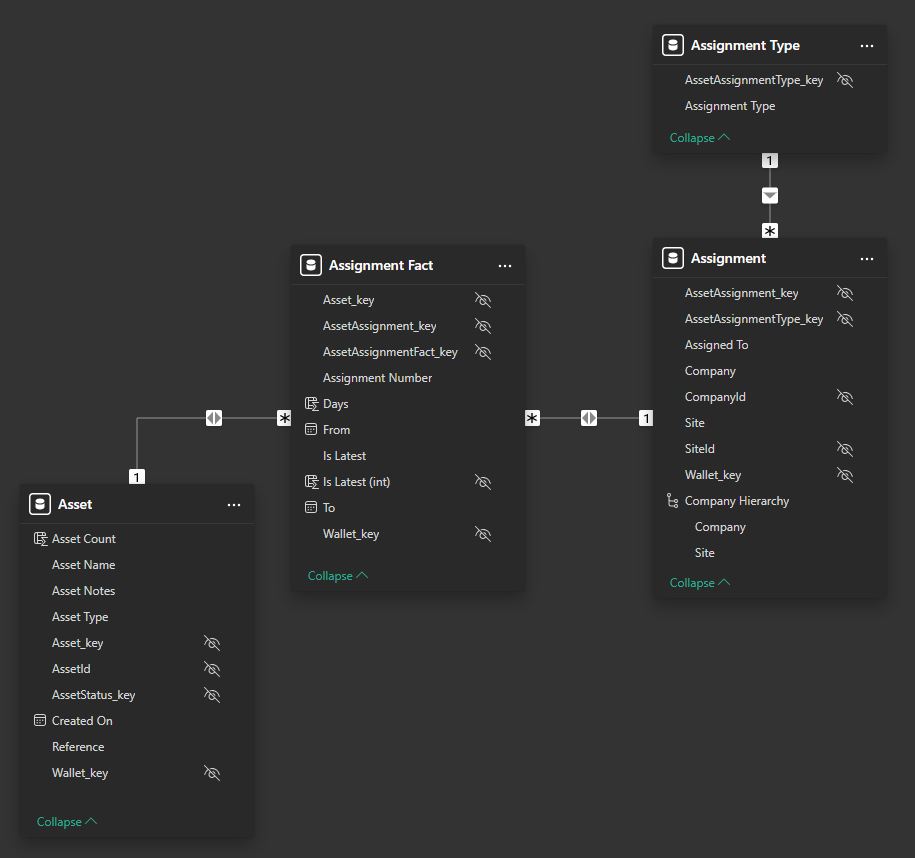 Assignment Type
AssetAssignmentType_key
Assignment Type
Collapse
1
*
Assignment
AssetAssignment_key
AssetAssignmentType_key
Assigned To
Company
CompanyId
Site
SiteId
Wallet_key
Company Hierarchy
Company
Site
Collapse
Assignment Fact
Asset_key
AssetAssignment_key
AssetAssignmentFact_key
Assignment Number
Days
From
Is Latest
Is Latest (int)
To
Wallet_key
Collapse
* 1
* 1
Asset
Asset Count
Asset Name
Asset Notes
Asset Type
Asset_key
AssetId
AssetStatus_key
Created On
Reference
Wallet_key
Collapse